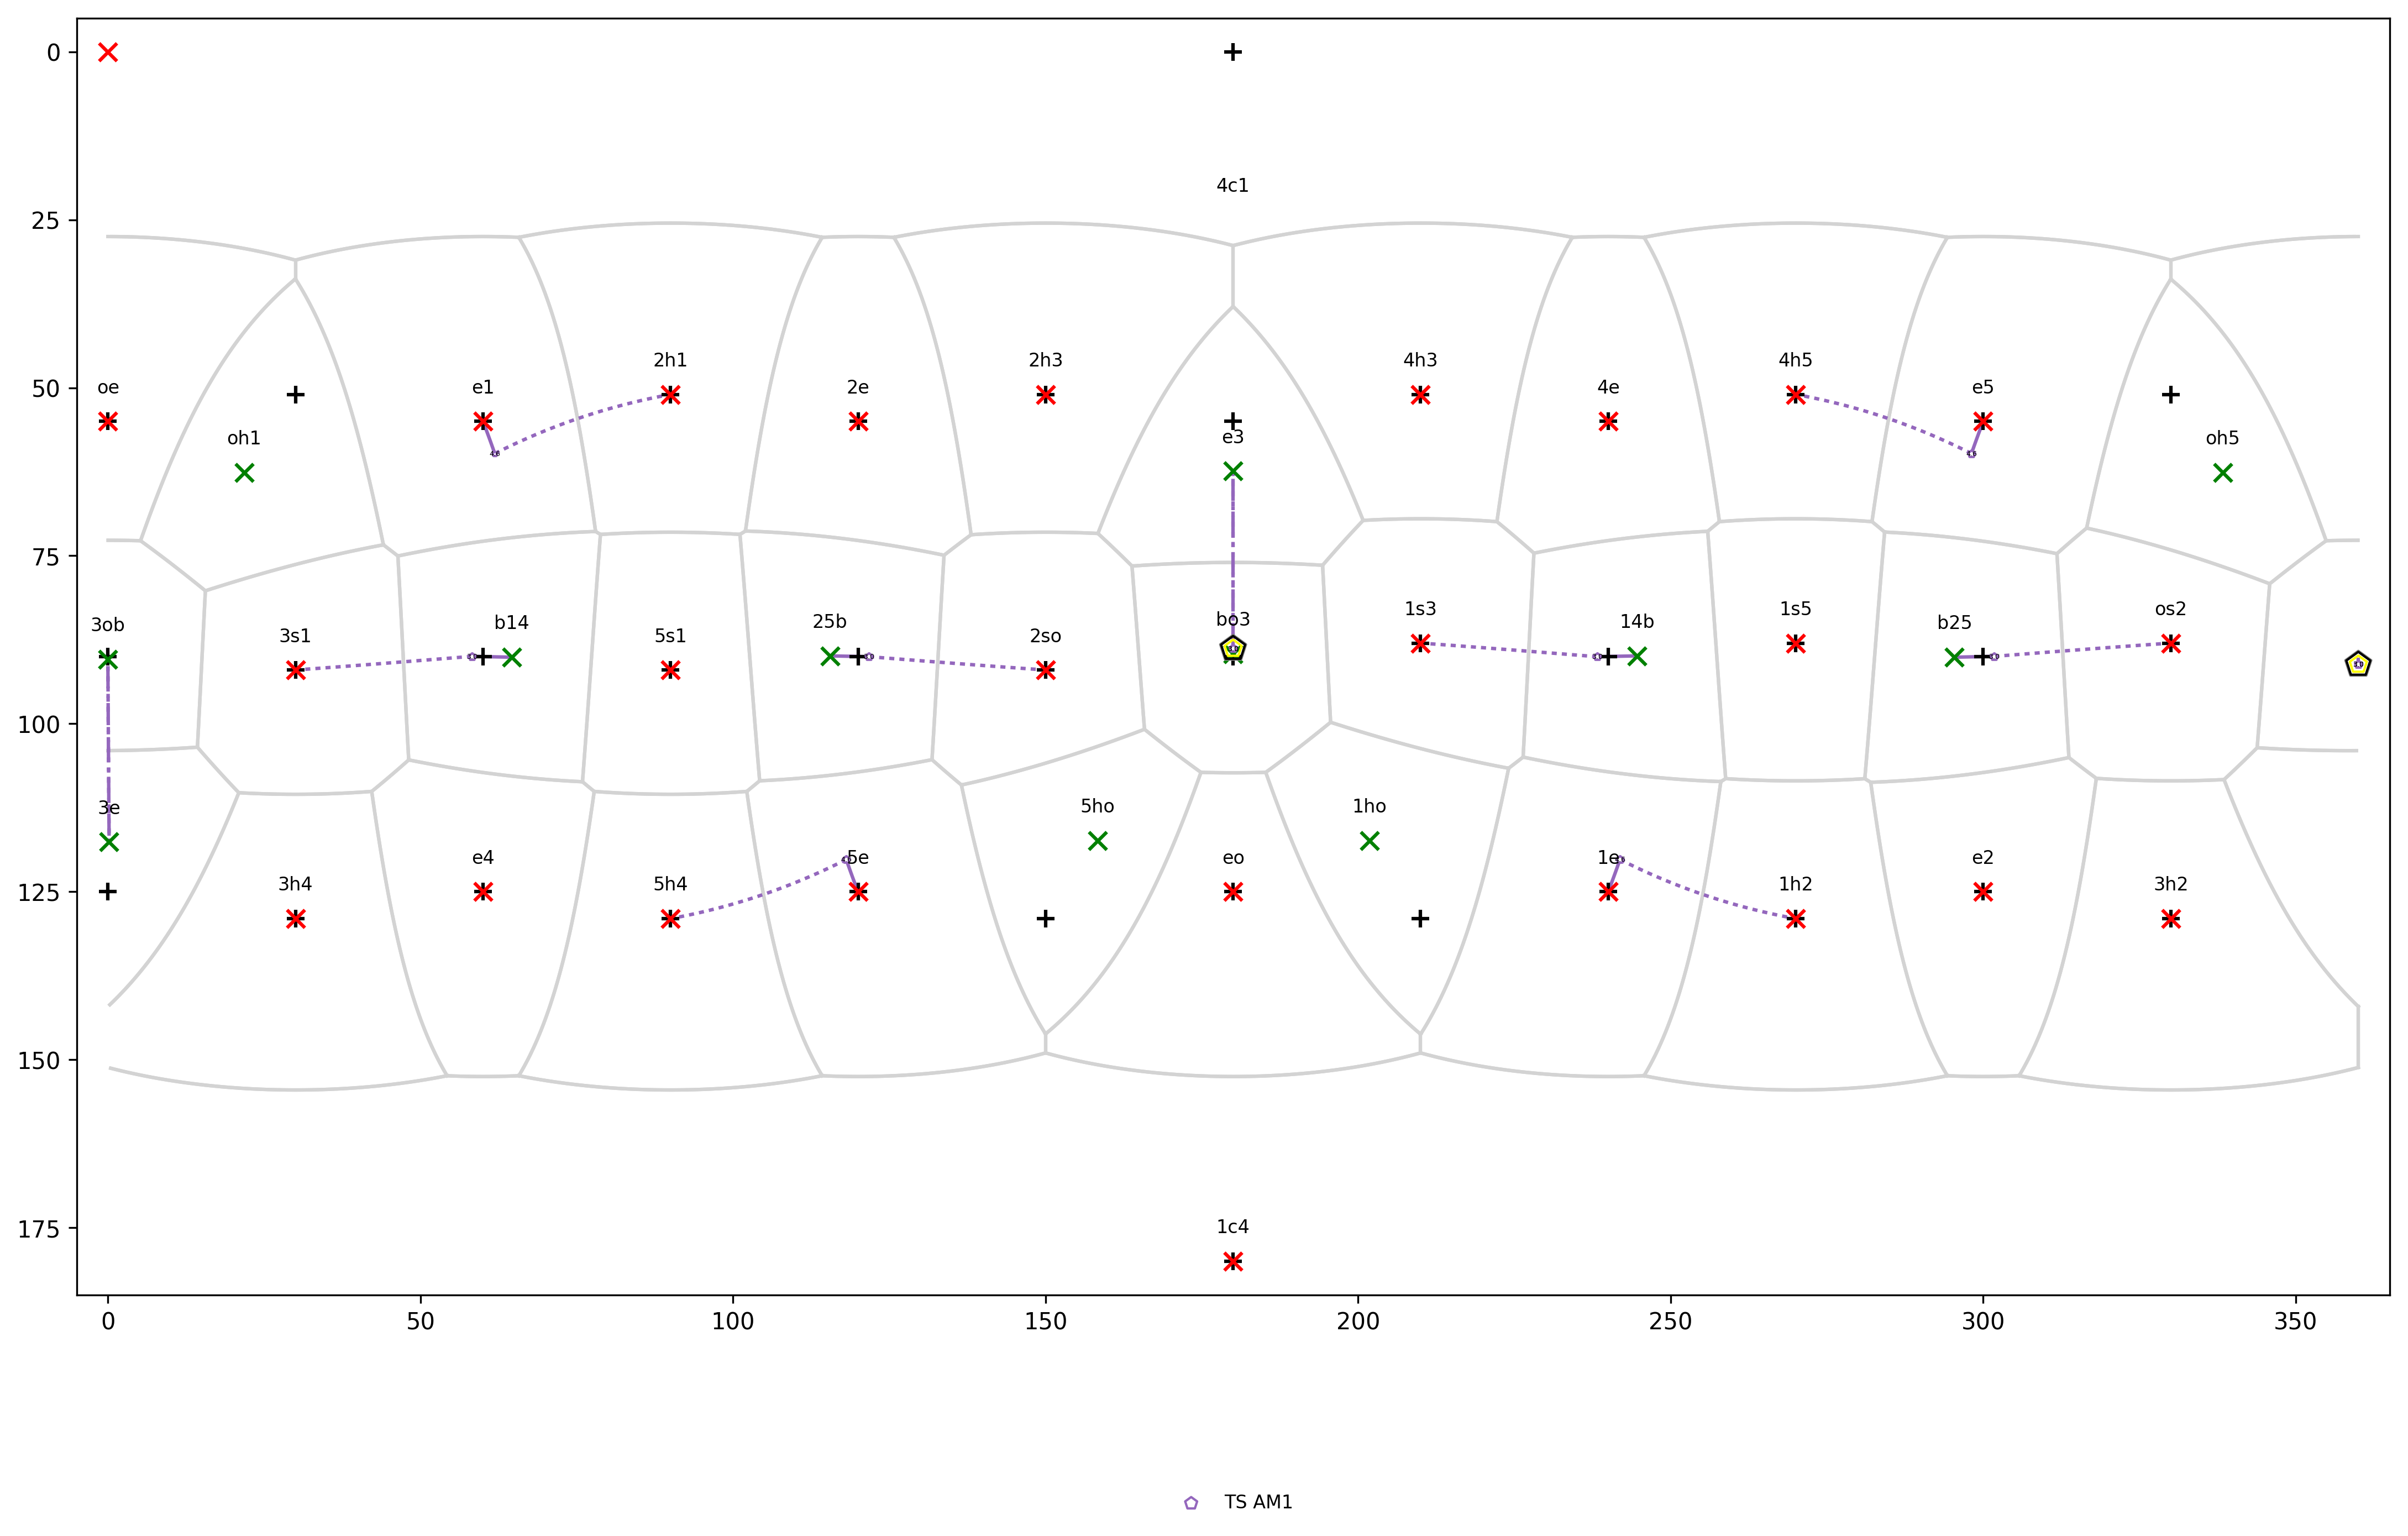 0
4c1
25
2h1 2h3 4h3 4h5
50 oe e1 2e 4e e5
oh1 e3 oh5
75
3ob 3s1 b14 5s1 25b 2so bo3 1s3 14b 1s5 b25 os2
100
3e 5ho 1ho
e4 5e eo 1e e2
125 3h4 5h4 1h2 3h2
150
175 1c4
0 50 100 150 200 250 300 350
TS AM1